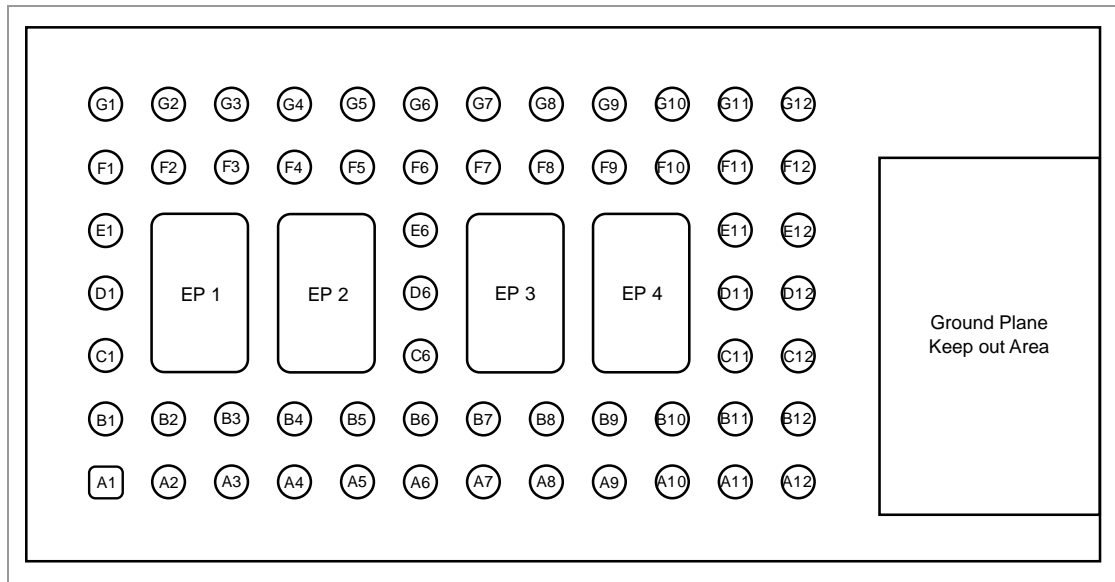 G1 G2 G3 G4 G5 G6 G7 G8 G9 G10 G11 G12
F1 F2 F3 F4 F5 F6 F7 F8 F9 F10 F11 F12
E1 E6 E11 E12
D1 EP 1 EP 2 D6 EP 3 EP 4 D11 D12
Ground Plane
Keep out Area
C1 C6 C11 C12
B1 B2 B3 B4 B5 B6 B7 B8 B9 B10 B11 B12
A1 A2 A3 A4 A5 A6 A7 A8 A9 A10 A11 A12